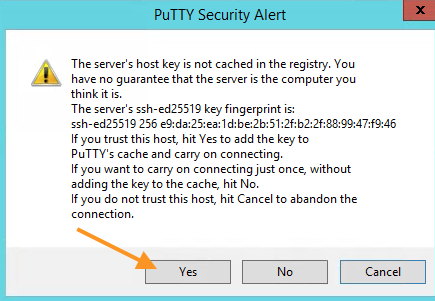 PuTTY Security Alert
x
The server's host key is not cached in the registry. You
have no guarantee that the server is the computer you
think it is.
The server's ssh-ed25519 key fingerprint is:
ssh-ed25519 256 e9:da:25:ea:1d:be:2b:51:2f:b2:2f:88:99:47:f9:46
If you trust this host, hit Yes to add the key to
PuTTY's cache and carry on connecting.
If you want to carry on connecting just once, without
adding the key to the cache, hit No.
If you do not trust this host, hit Cancel to abandon the
connection.
Yes No Cancel